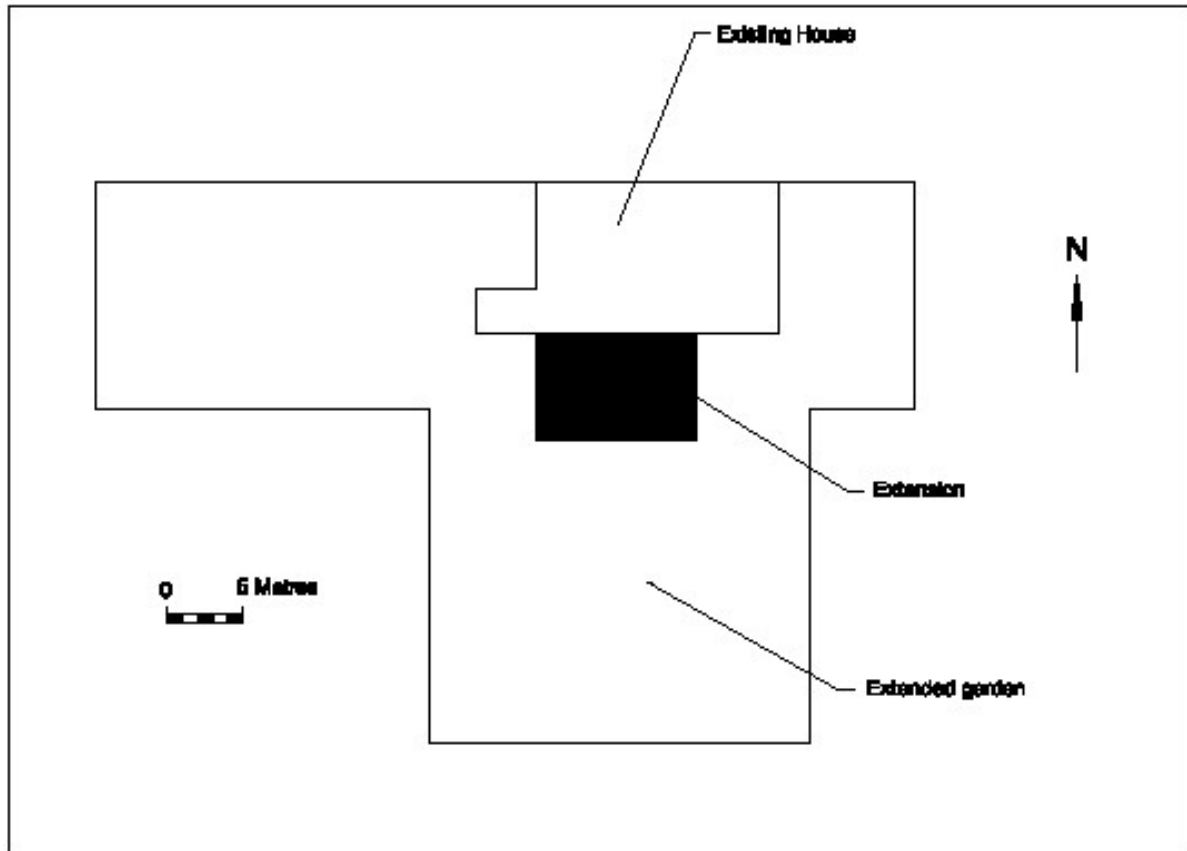 Existing House
N
Extension
0 5 Metres
Extended garden